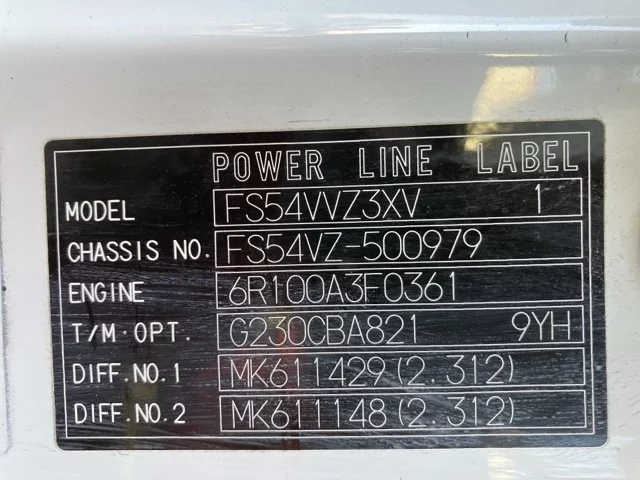 POWER LINE LABEL
MODEL FS54VVZ3XV 1
CHASSIS NO. FS54VZ-500979
ENGINE 6R100A3F0361
T/M·OPT. G230CBA821 9YH
DIFF.NO.1 MK611429(2.312)
DIFF.NO.2 MK611148(2.312)